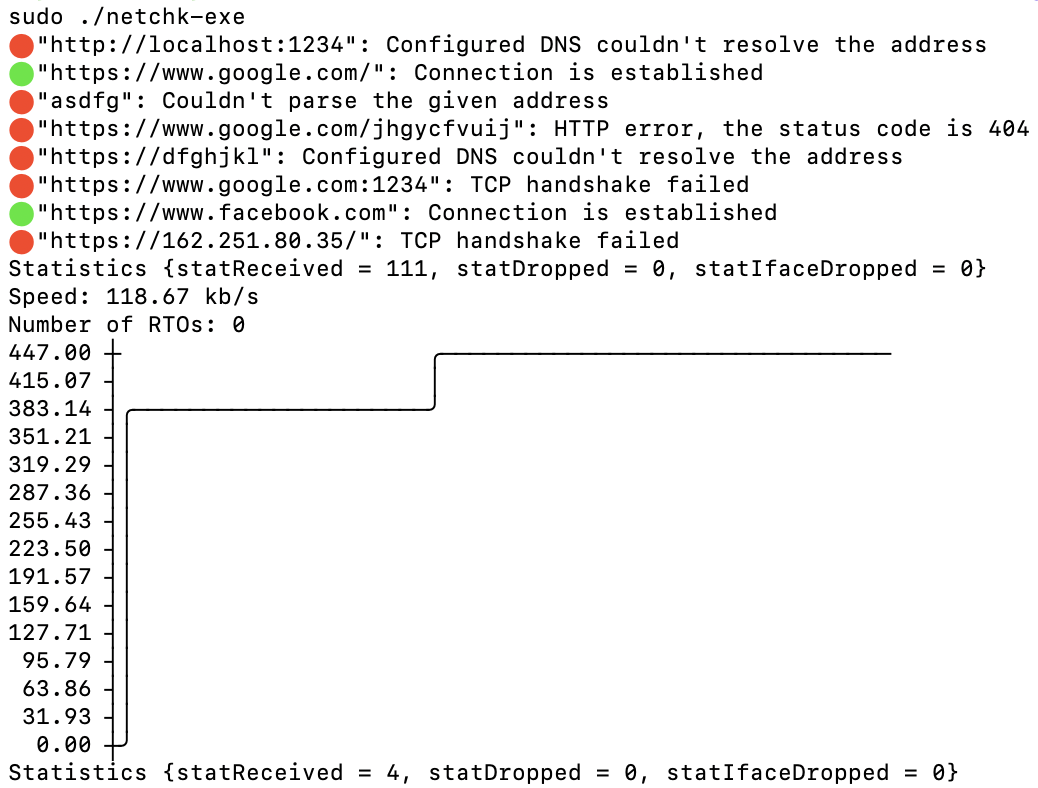 sudo ./netchk-exe
🔴"http://localhost:1234": Configured DNS couldn't resolve the address
🟢"https://www.google.com/": Connection is established
🔴"asdfg": Couldn't parse the given address
🔴"https://www.google.com/jhgycfvuij": HTTP error, the status code is 404
🔴"https://dfghjkl": Configured DNS couldn't resolve the address
🔴"https://www.google.com:1234": TCP handshake failed
🟢"https://www.facebook.com": Connection is established
🔴"https://162.251.80.35/": TCP handshake failed
Statistics {statReceived = 111, statDropped = 0, statIfaceDropped = 0}
Speed: 118.67 kb/s
Number of RTOs: 0
447.00
415.07
383.14
351.21
319.29
287.36
255.43
223.50
191.57
159.64
127.71
95.79
63.86
31.93
0.00
Statistics {statReceived = 4, statDropped = 0, statIfaceDropped = 0}